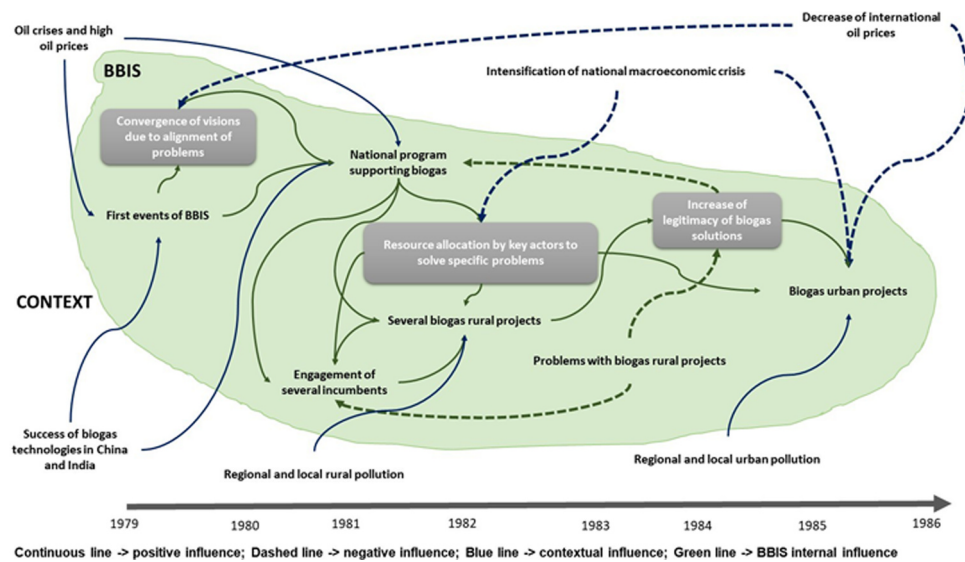 Oil crises and high
oil prices
Decrease of international
oil prices
BBIS
Intensification of national macroeconomic crisis
Convergence of visions
due to alignment of
problems
National program
supporting biogas
First events of BBIS
Increase of
legitimacy of biogas
solutions
Resource allocation by key actors to
solve specific problems
CONTEXT
Biogas urban projects
Several biogas rural projects
Problems with biogas rural projects
Engagement of
several incumbents
Success of biogas
technologies in China
and India
Regional and local rural pollution
Regional and local urban pollution
1979
1980
1981
1982
1983
1984
1985
1986
Continuous line -> positive influence; Dashed line -> negative influence; Blue line -> contextual influence; Green line -> BBIS internal influence